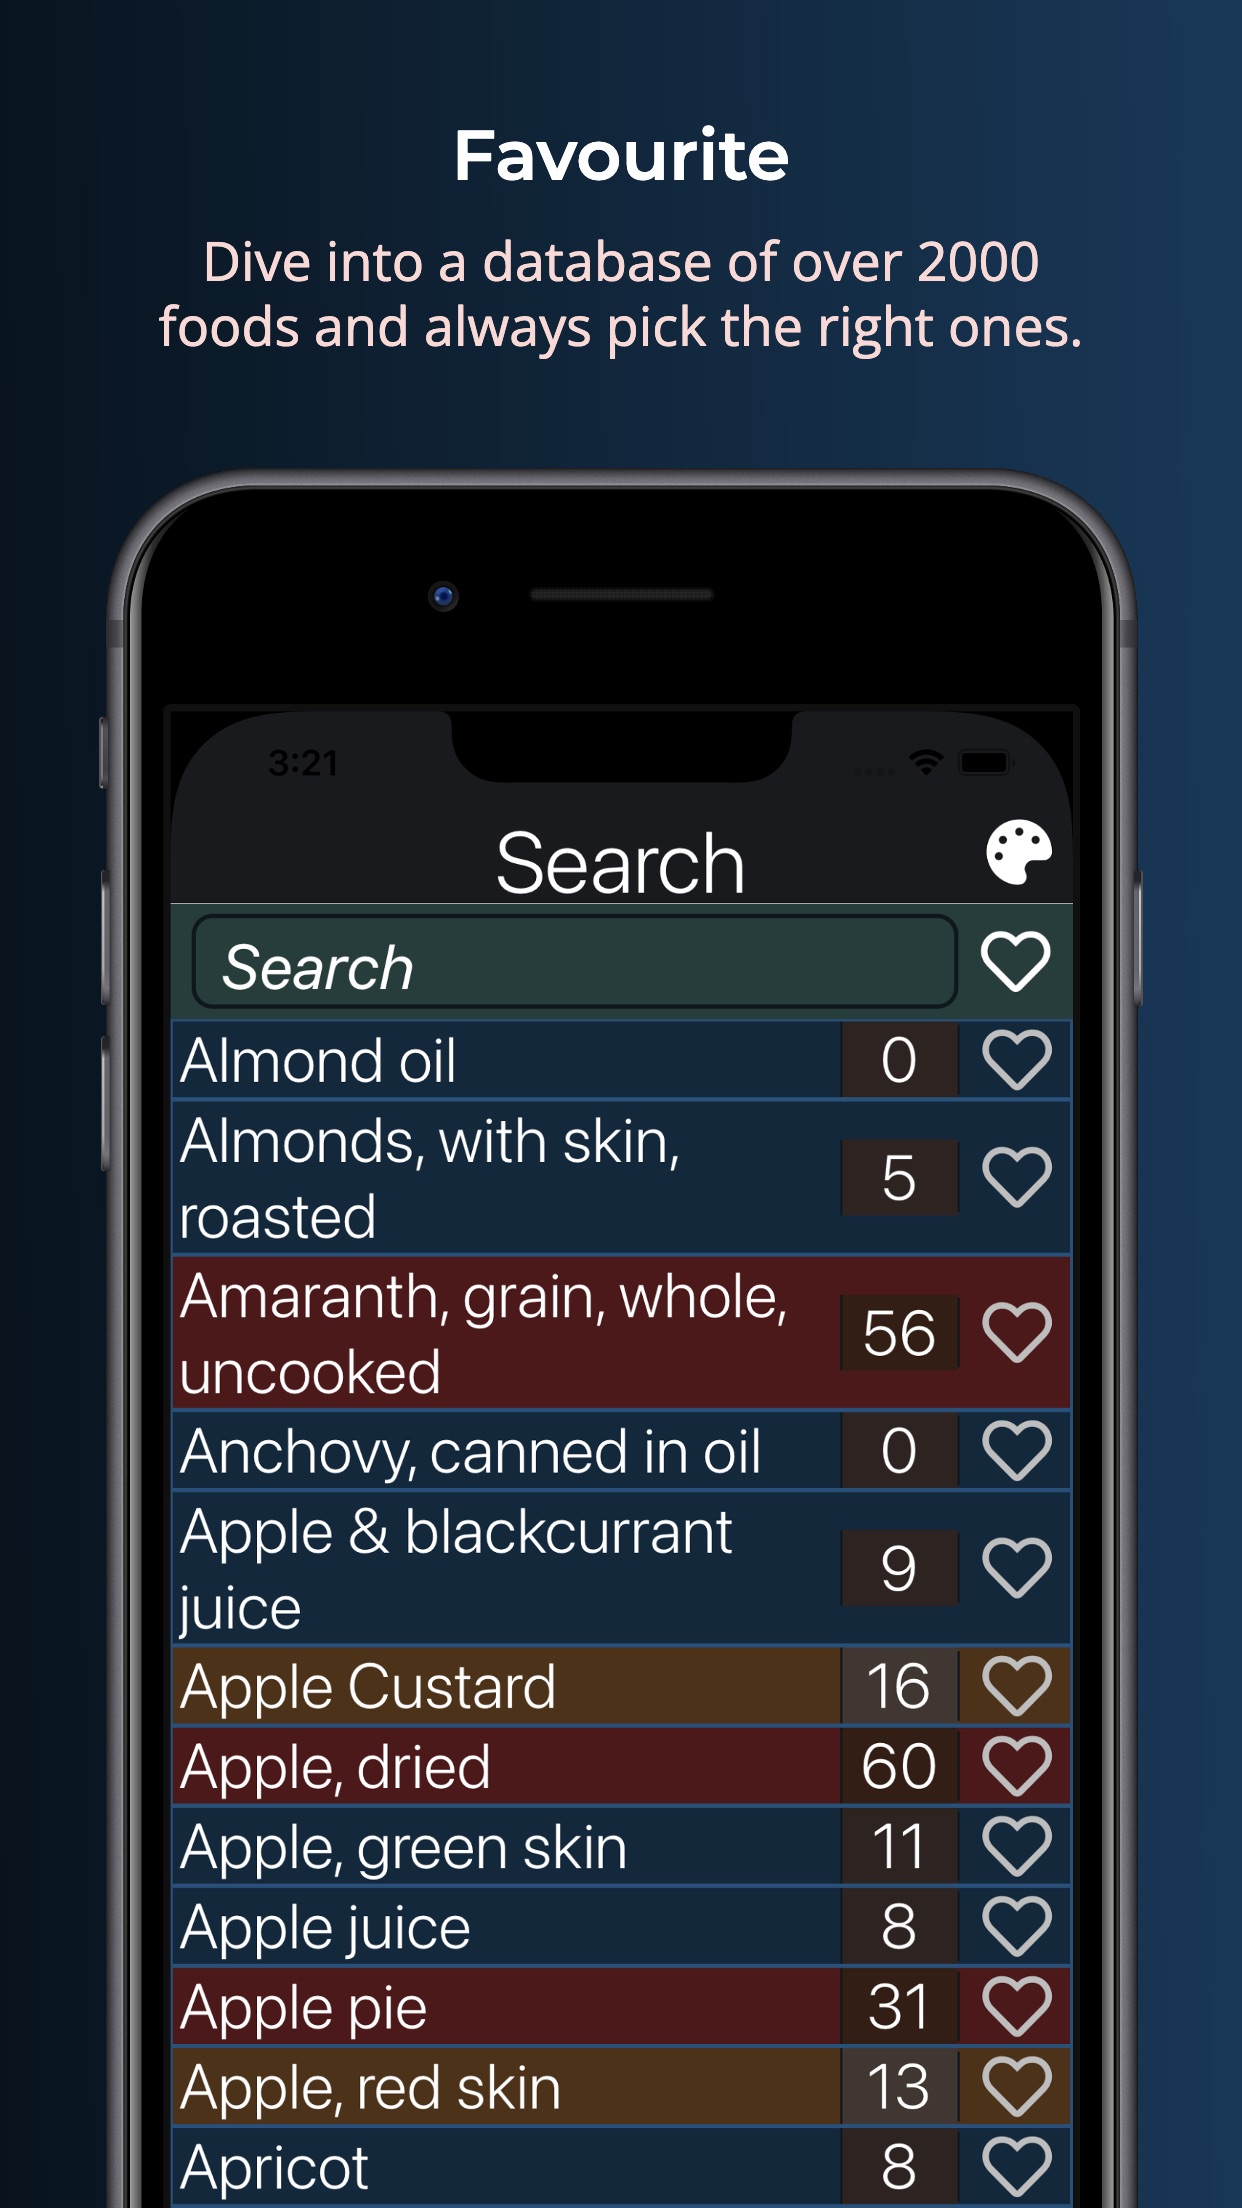 Favourite
Dive into a database of over 2000
foods and always pick the right ones.
3:21
Search
Search
Almond oil 0
Almonds, with skin,
roasted 5
Amaranth, grain, whole,
uncooked 56
Anchovy, canned in oil 0
Apple & blackcurrant
juice 9
Apple Custard 16
Apple, dried 60
Apple, green skin 11
Apple juice 8
Apple pie 31
Apple, red skin 13
Apricot 8